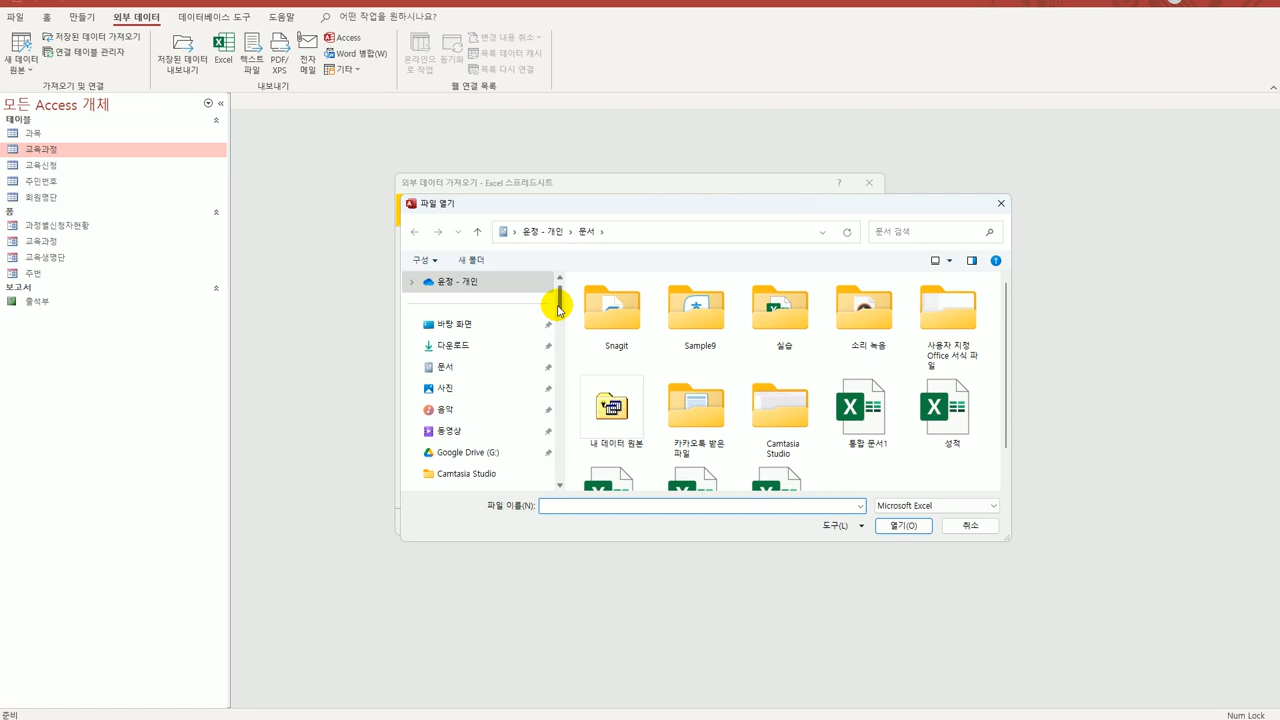 파일 홈 만들기 외부 데이터 데이터베이스 도구 도움말 어떤 작업을 원하시나요?
새 데이터 원본
저장된 데이터 가져오기
연결 테이블 관리자
가져오기 및 연결
저장된 데이터 내보내기
Excel
텍스트 파일
PDF/ XPS
전자 메일
Access
Word 병합(W)
기타
내보내기
온라인으로 작업
동기화
변경 내용 취소
목록 데이터 캐시
목록 다시 연결
웹 연결 목록
모든 Access 개체
테이블
과목
교육과정
교육신청
주민번호
회원명단
폼
과정별신청자현황
교육과정
교육생명단
주번
보고서
출석부
외부 데이터 가져오기 - Excel 스프레드시트
파일 열기
윤정 - 개인 › 문서 ›
문서 검색
구성 새 폴더
윤정 - 개인
바탕 화면
다운로드
문서
사진
음악
동영상
Google Drive (G:)
Camtasia Studio
Snagit
Sample9
실습
소리 녹음
사용자 지정
Office 서식 파
일
내 데이터 원본
카카오톡 받은
파일
Camtasia
Studio
통합 문서1
성적
파일 이름(N):
Microsoft Excel
도구(L) 열기(O) 취소
준비
Num Lock